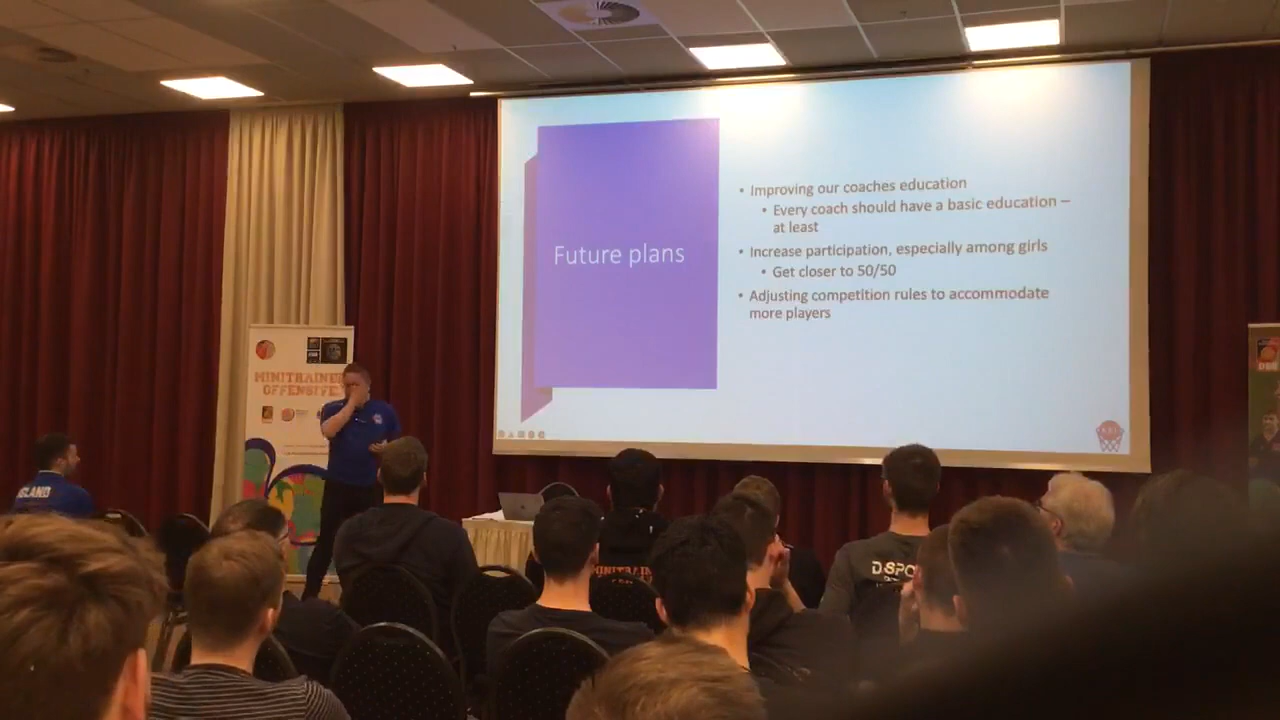 Future plans
• Improving our coaches education
• Every coach should have a basic education –
at least
• Increase participation, especially among girls
• Get closer to 50/50
• Adjusting competition rules to accommodate
more players
MINITRAINER
OFFENSIVE